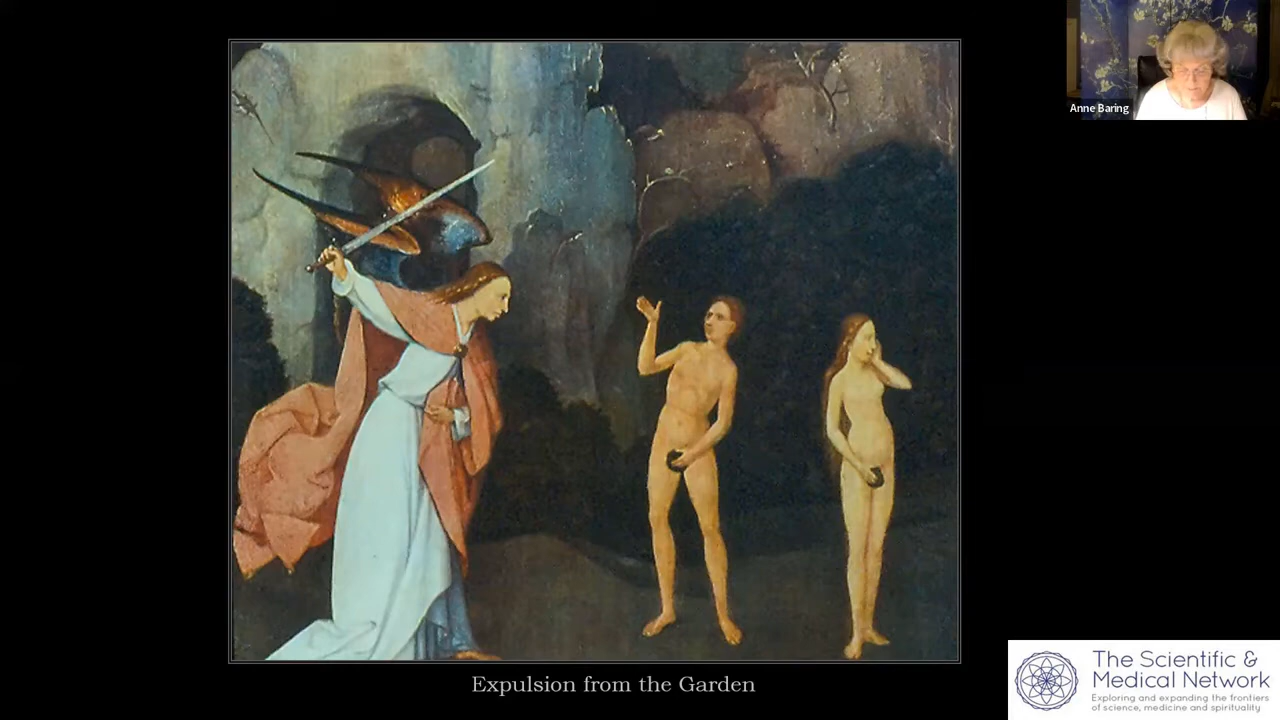 Anne Baring
Expulsion from the Garden
The Scientific &
Medical Network
Exploring and expanding the frontiers
of science, medicine and spirituality